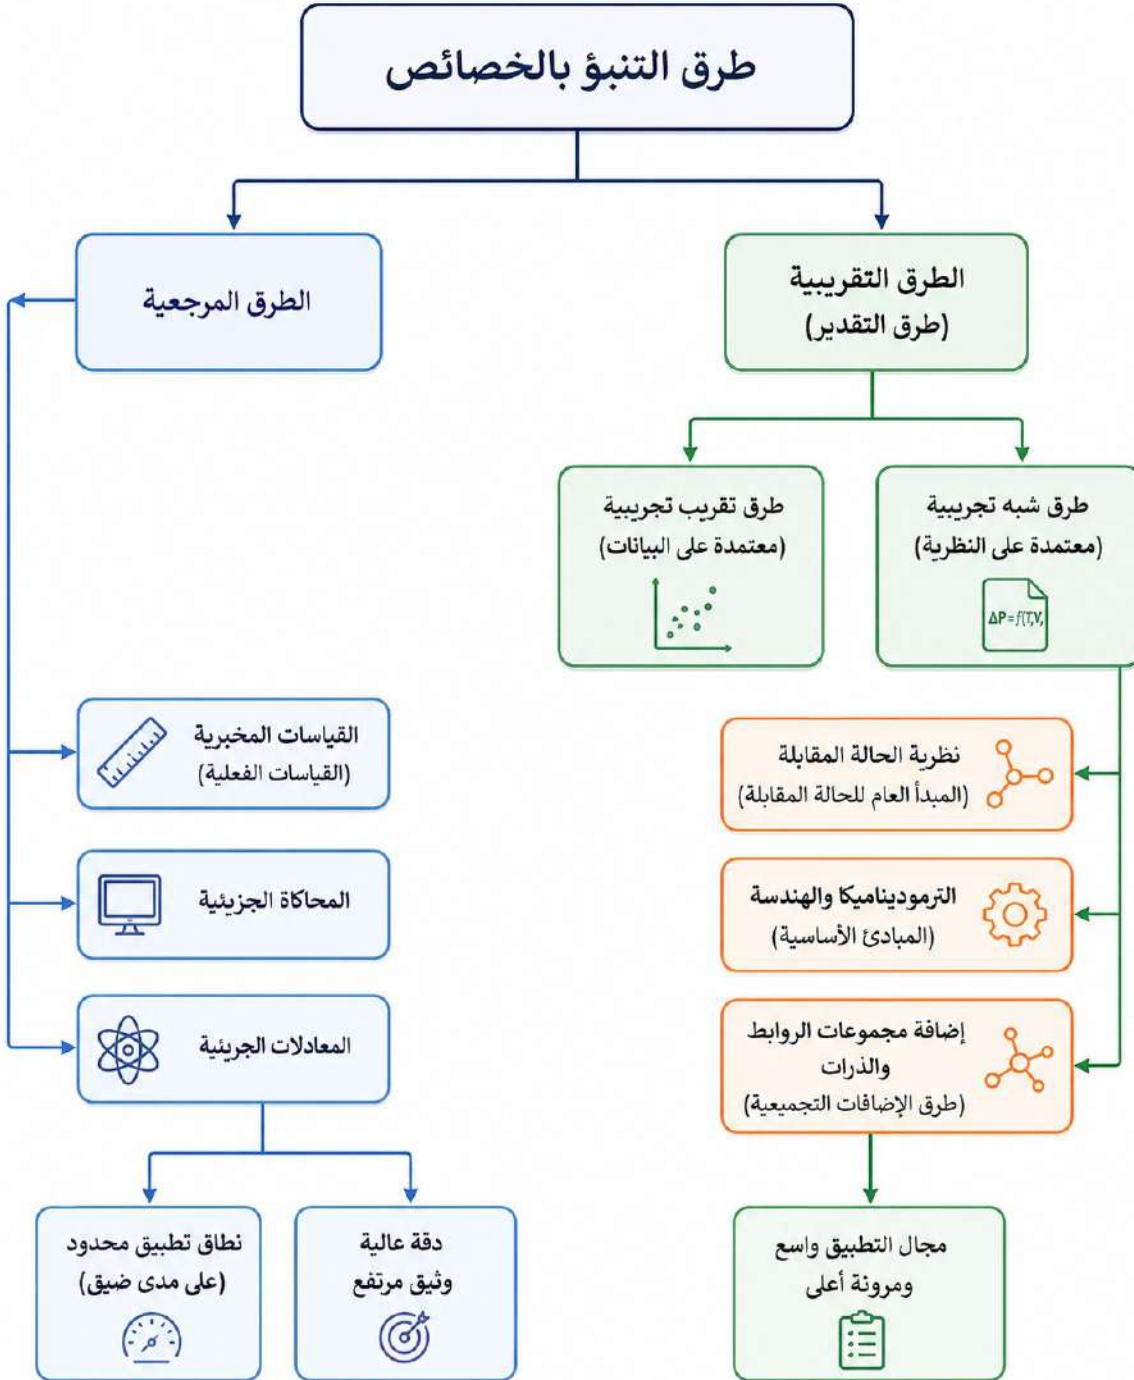 طرق التنبؤ بالخصائص
الطرق التقريبية
(طرق التقدير)
الطرق المرجعية
طرق شبه تجريبية
(معتمدة على النظرية)
ΔP=f(T,V,
طرق تقريب تجريبية
(معتمدة على البيانات)
نظرية الحالة المقابلة
(المبدأ العام للحالة المقابلة)
الترموديناميكا والهندسة
(المبادئ الأساسية)
إضافة مجموعات الروابط
والذرات
(طرق الإضافات التجميعية)
مجال التطبيق واسع
ومرونة أعلى
القياسات المخبرية
(القياسات الفعلية)
المحاكاة الجزيئية
المعادلات الجريئية
دقة عالية
وثيق مرتفع
نطاق تطبيق محدود
(على مدى ضيق)